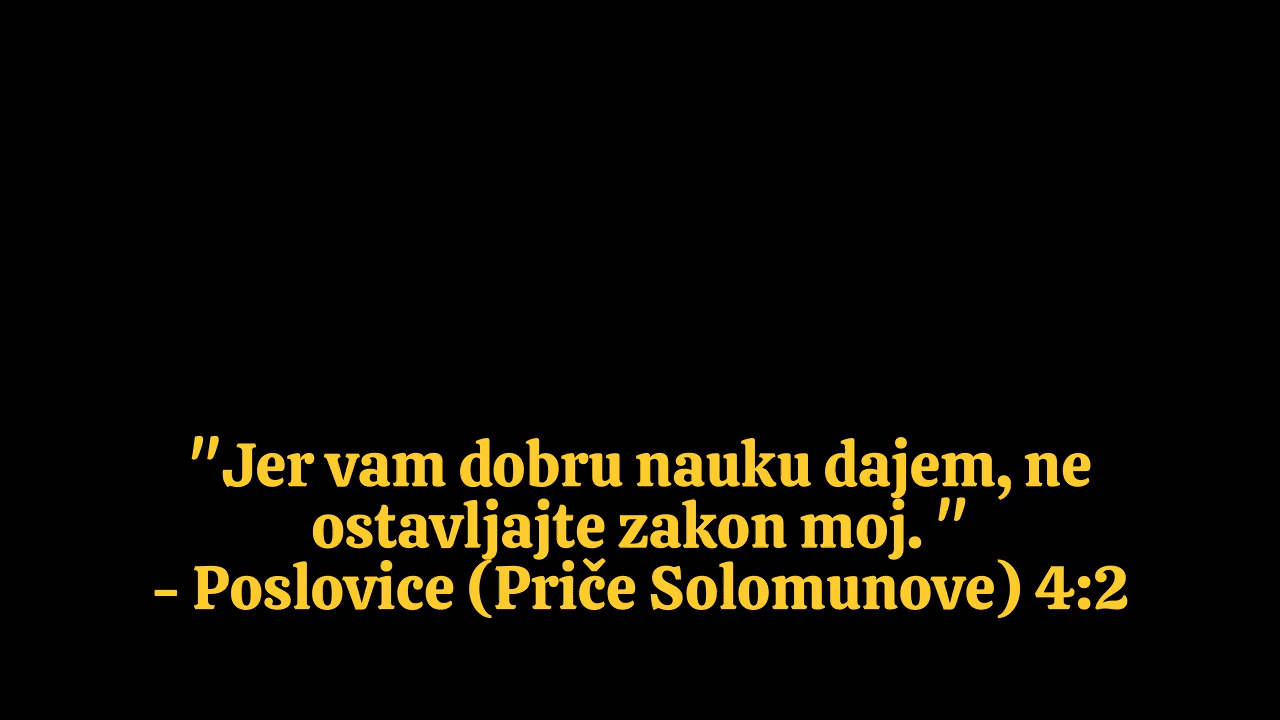 "Jer vam dobru nauku dajem, ne
ostavljajte zakon moj. "
- Poslovice (Priče Solomunove) 4:2